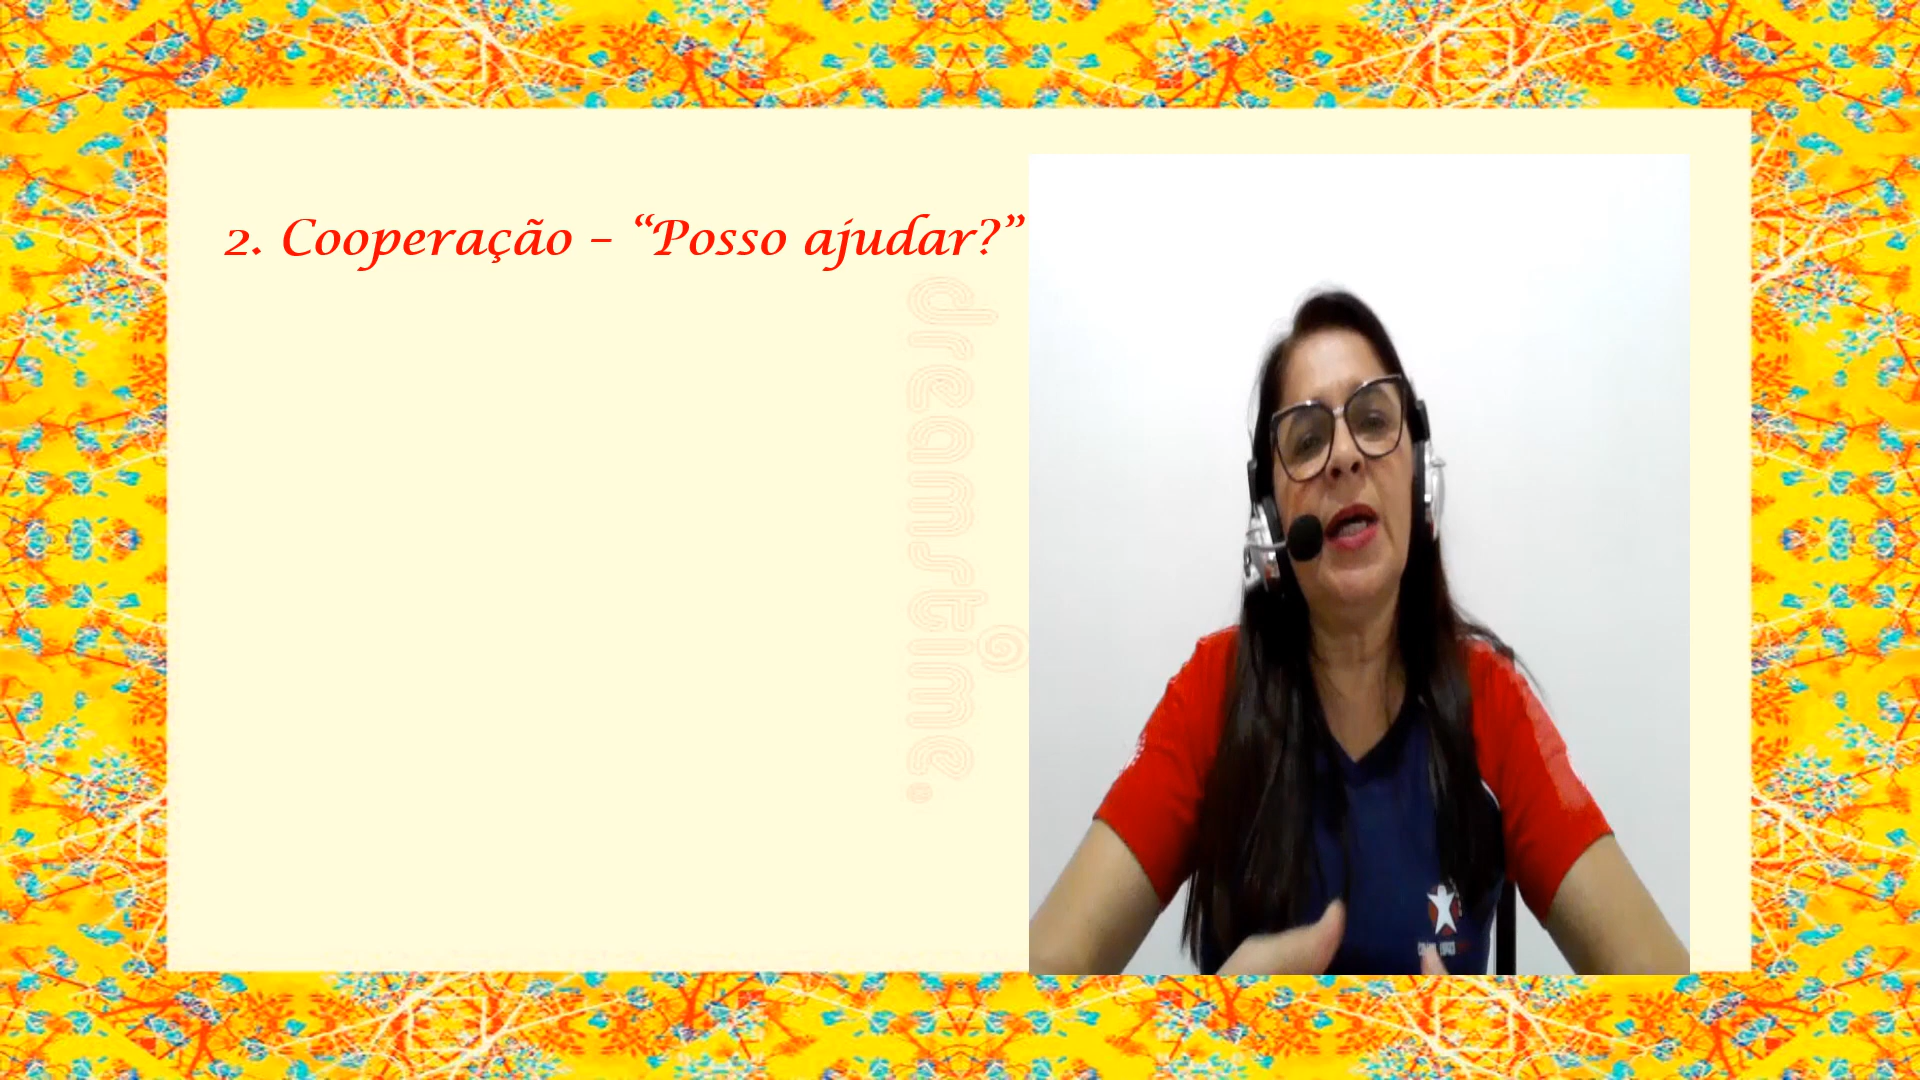 2. Cooperação – “Posso ajudar?”
dreamstime.